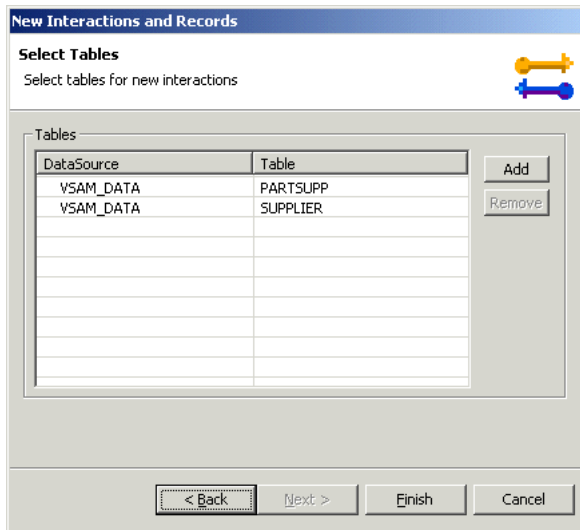 New Interactions and Records
Select Tables
Select tables for new interactions
Tables
DataSource Table
VSAM_DATA PARTSUPP
VSAM_DATA SUPPLIER
Add
Remove
< Back Next > Finish Cancel